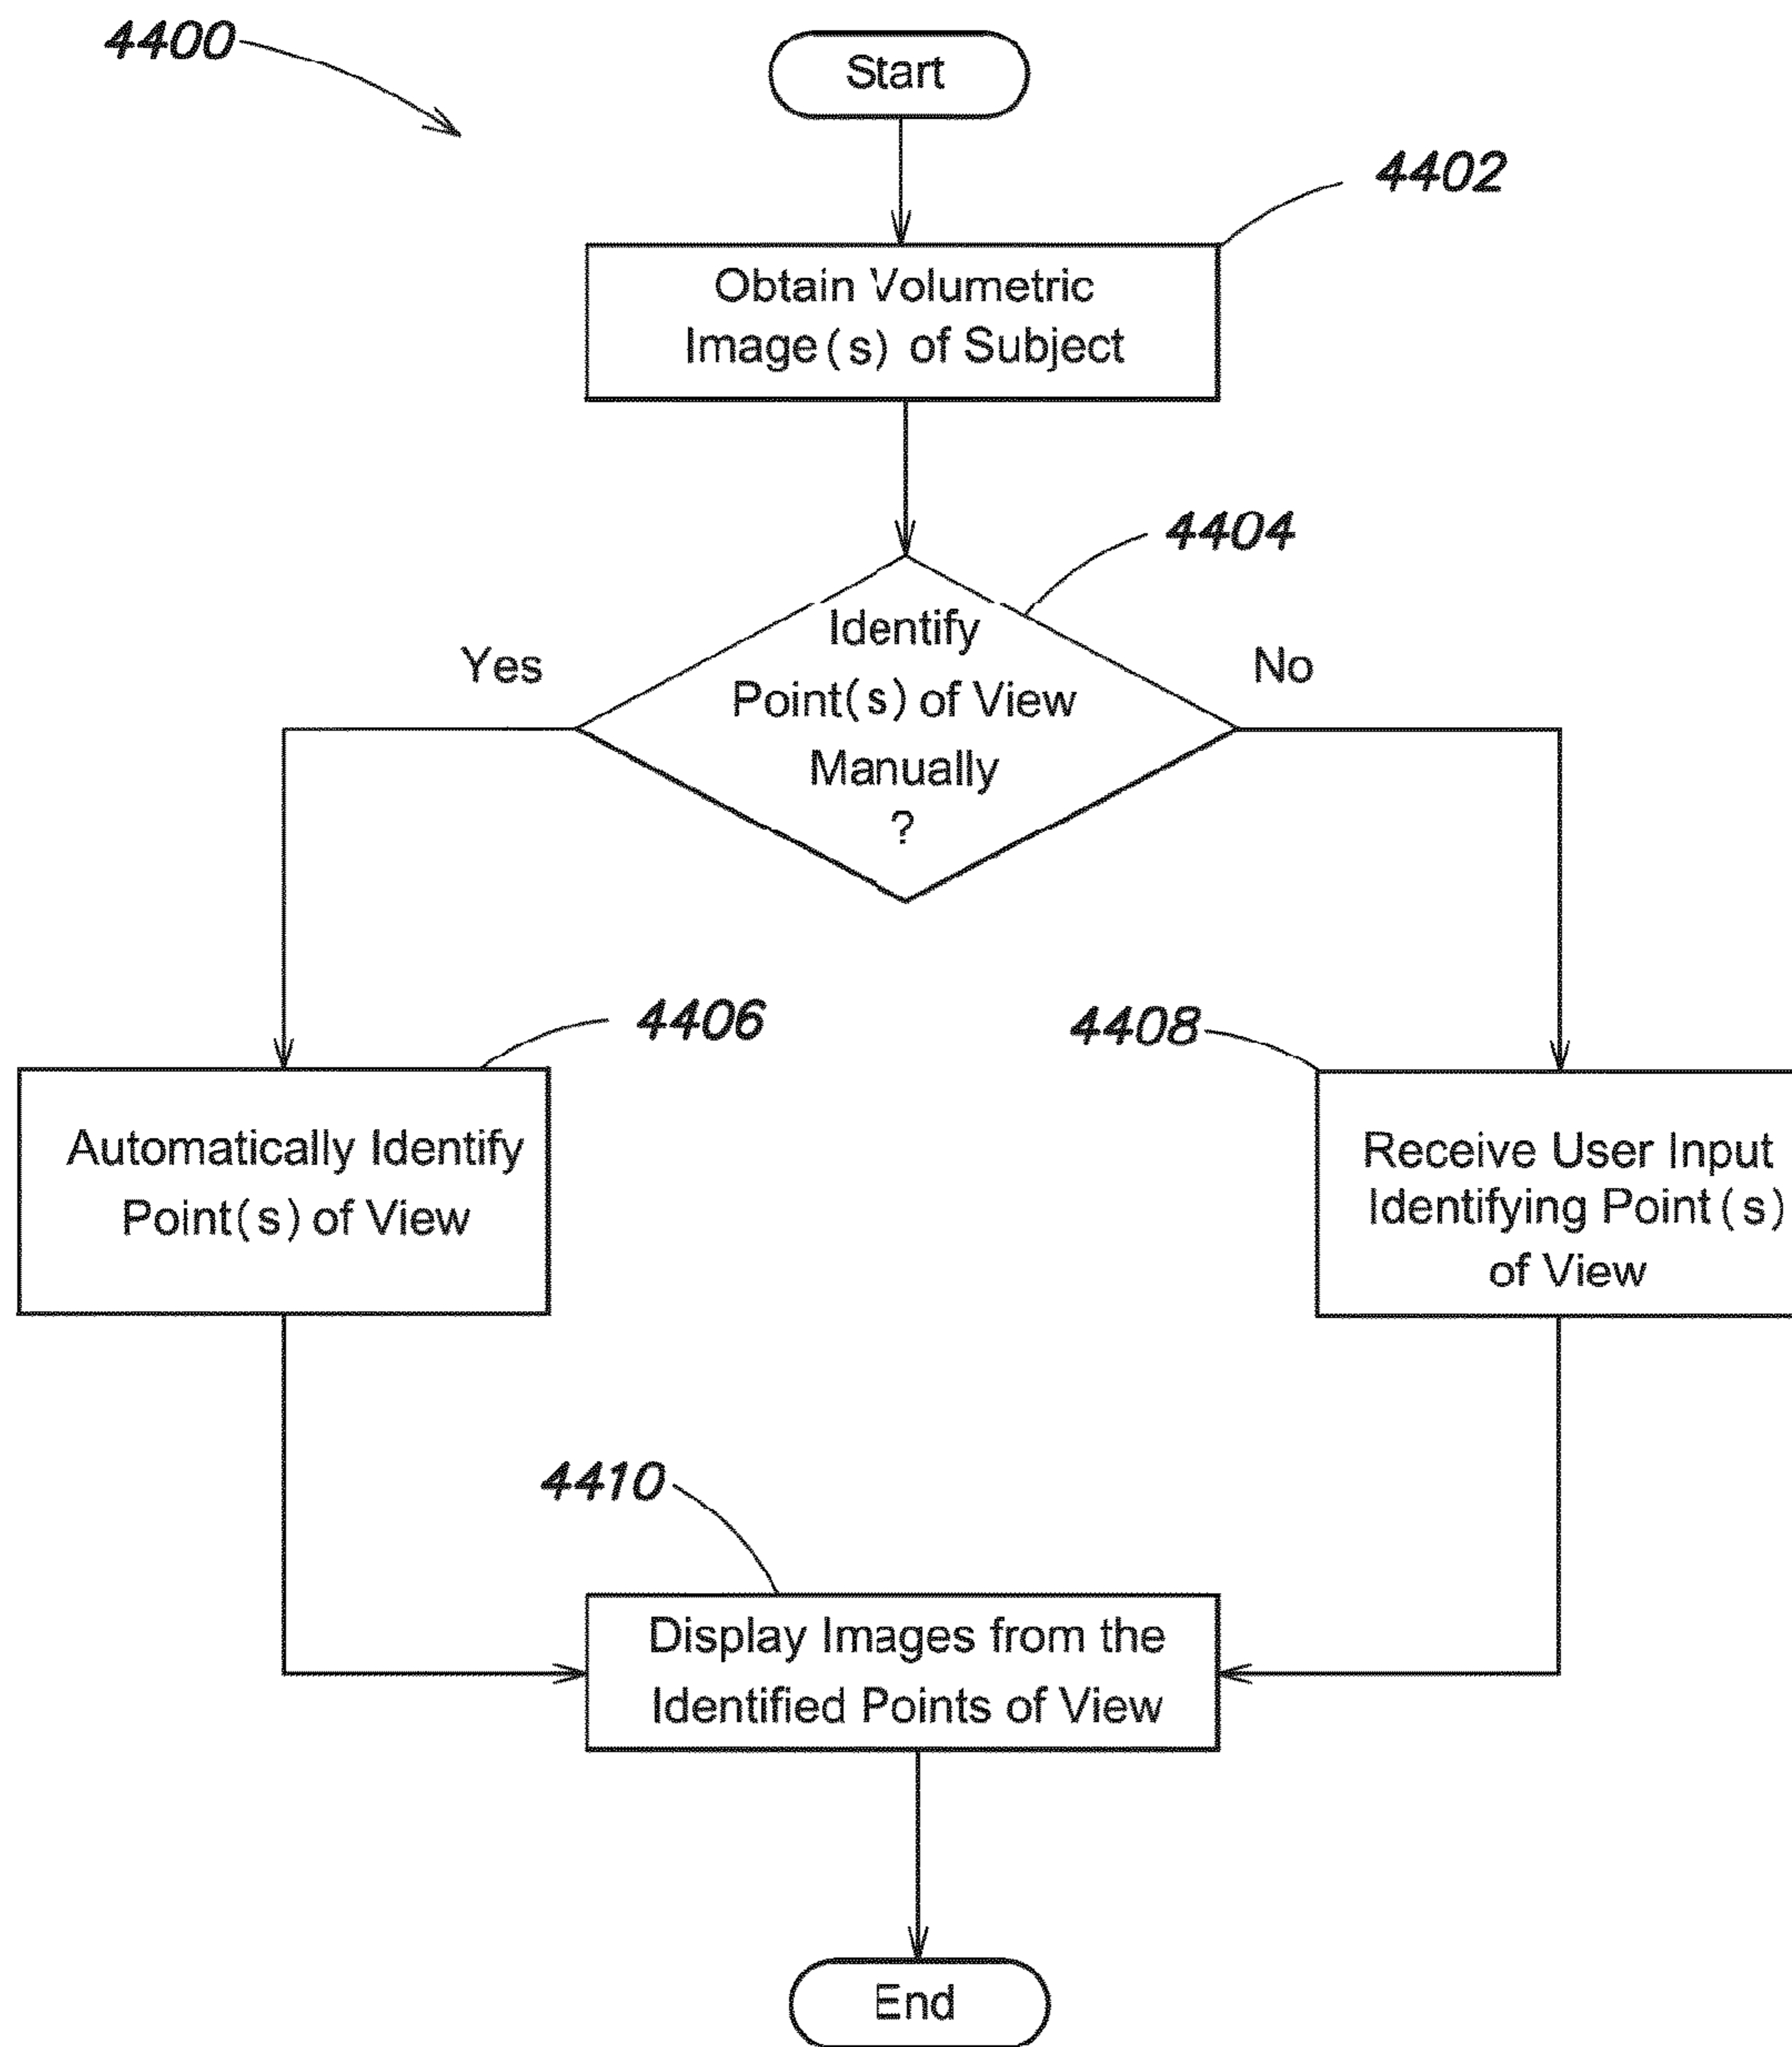 4400
Start
4402
Obtain Volumetric
Image(s) of Subject
4404
Identify
Point(s) of View
Manually
?
Yes
No
4406
Automatically Identify
Point(s) of View
4408
Receive User Input
Identifying Point(s)
of View
4410
Display Images from the
Identified Points of View
End